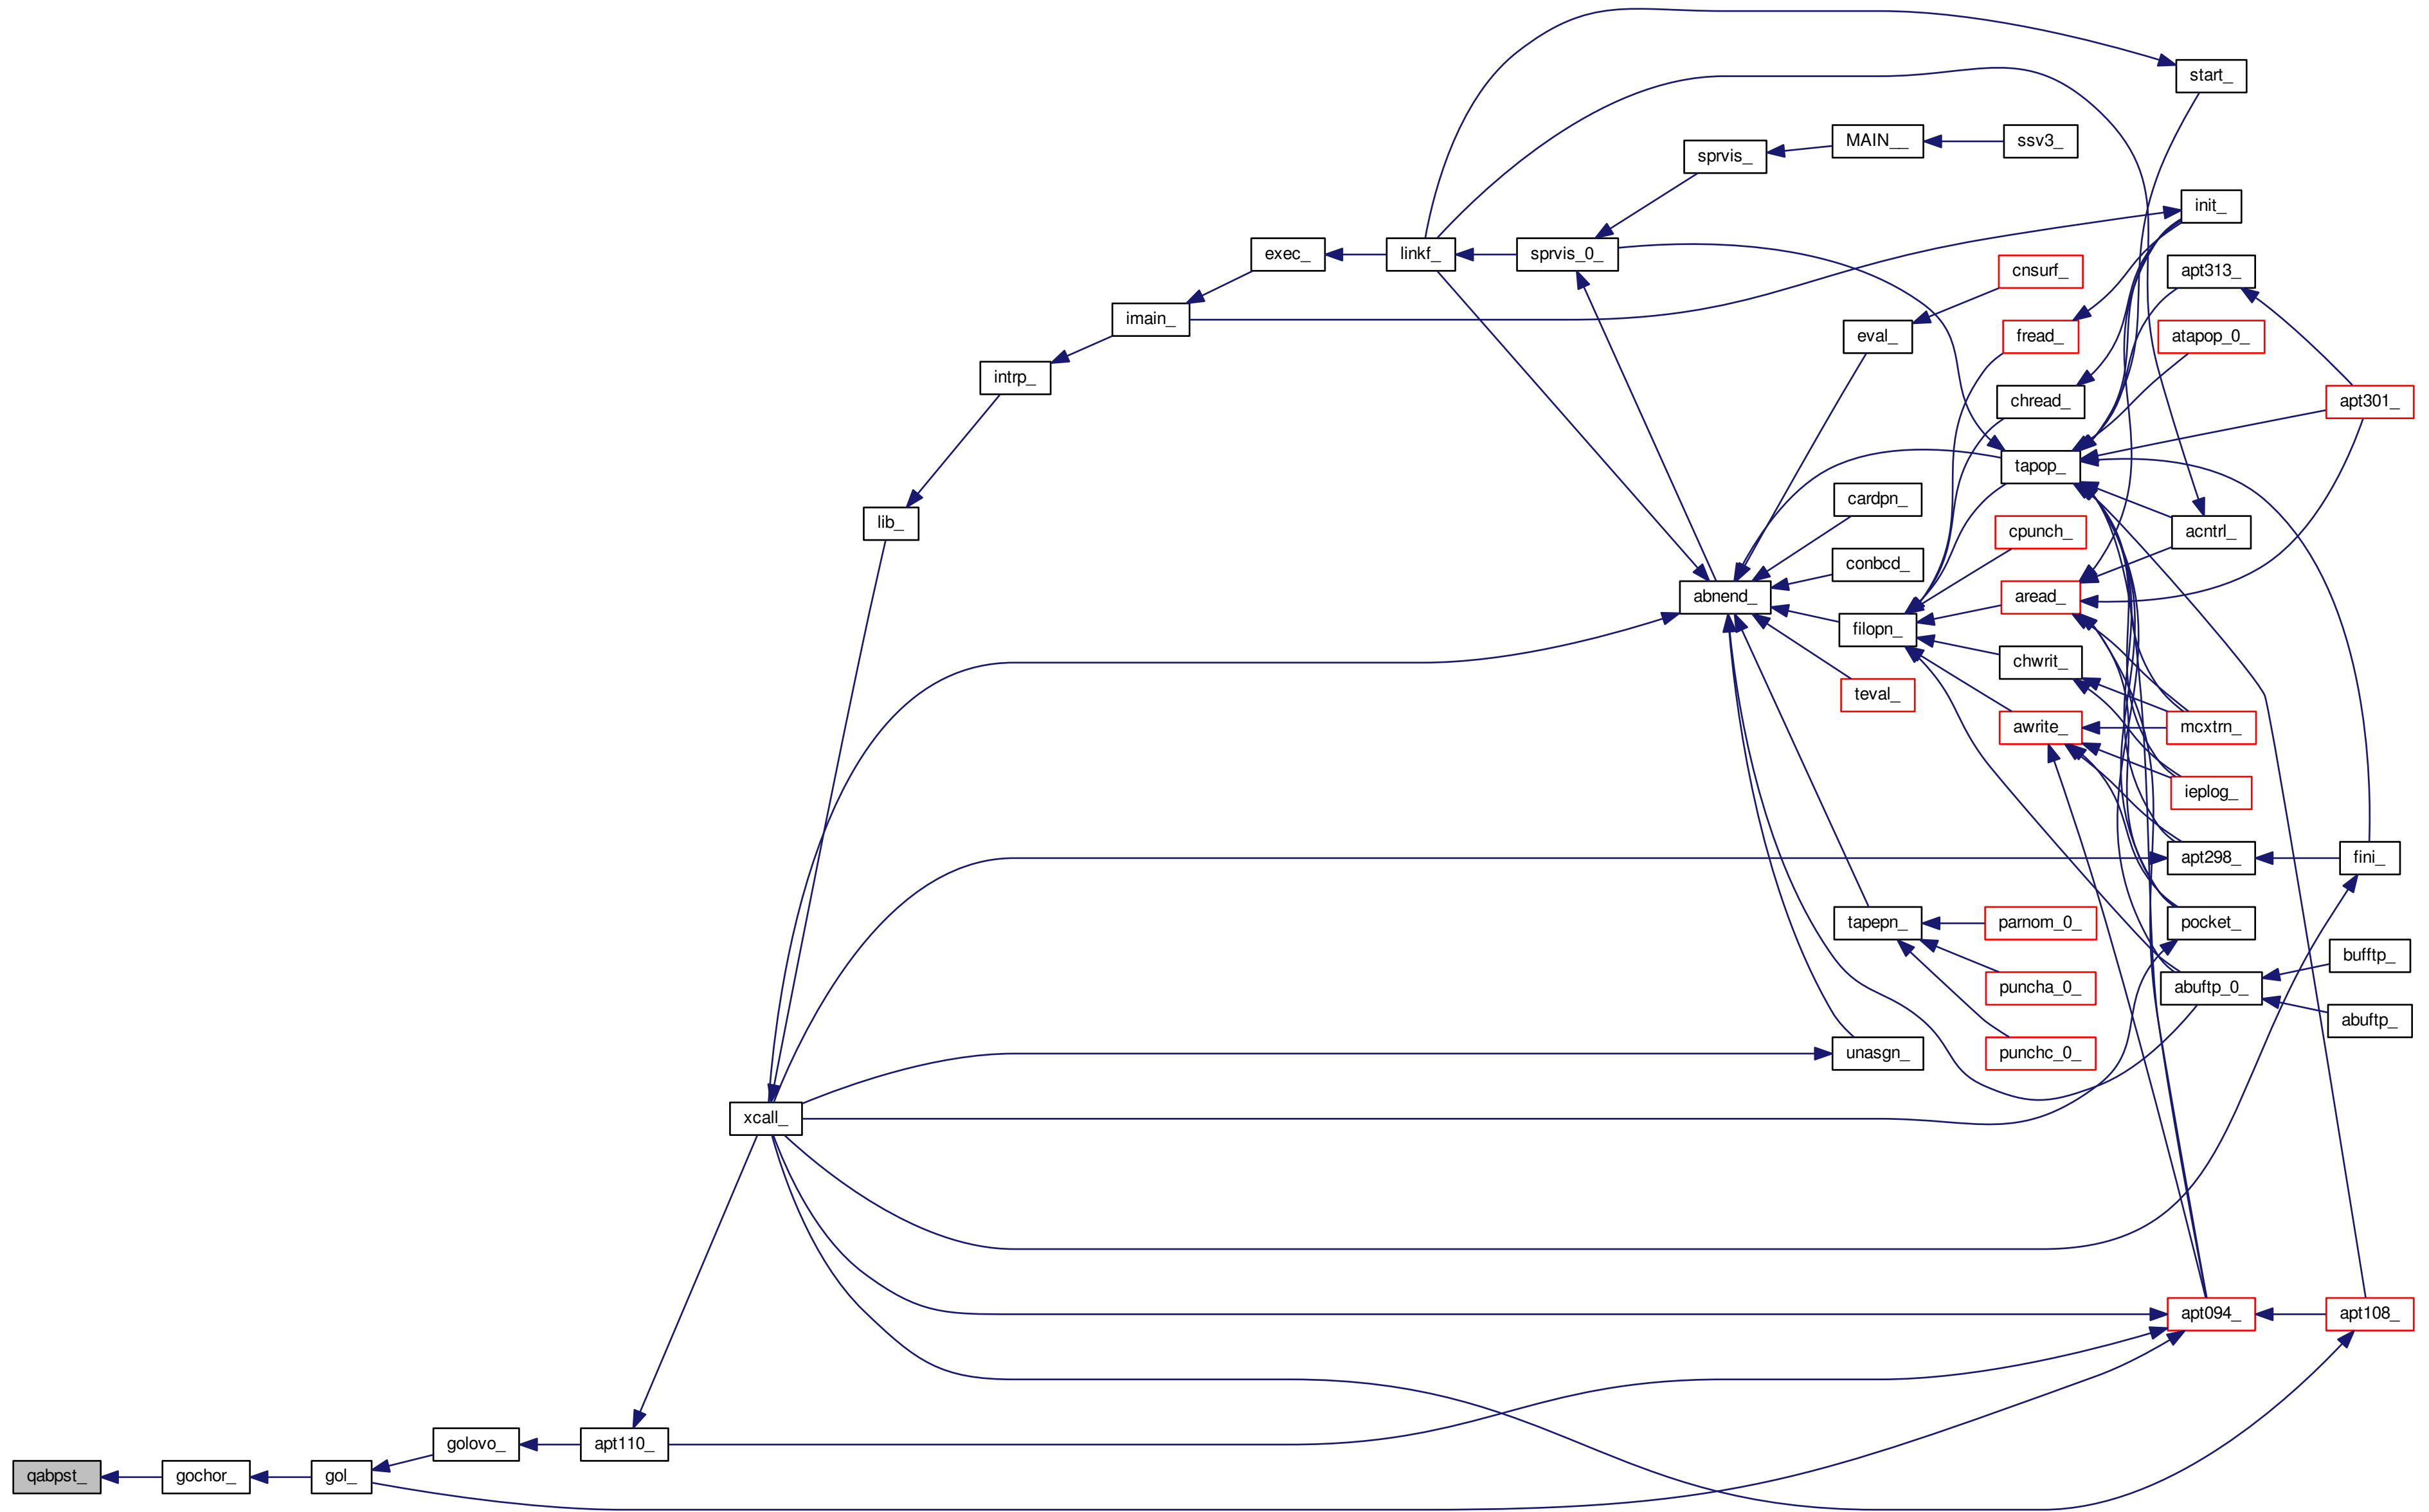 start_
sprvis_
MAIN__
ssv3_
init_
exec_
linkf_
sprvis_0_
cnsurf_
apt313_
imain_
eval_
fread_
atapop_0_
intrp_
chread_
apt301_
tapop_
lib_
cardpn_
cpunch_
acntrl_
conbcd_
abnend_
aread_
filopn_
chwrit_
teval_
awrite_
mcxtrn_
ieplog_
apt298_
fini_
tapepn_
parnom_0_
pocket_
bufftp_
puncha_0_
abuftp_0_
abuftp_
unasgn_
punchc_0_
xcall_
apt094_
apt108_
golovo_
apt110_
qabpst_
gochor_
gol_